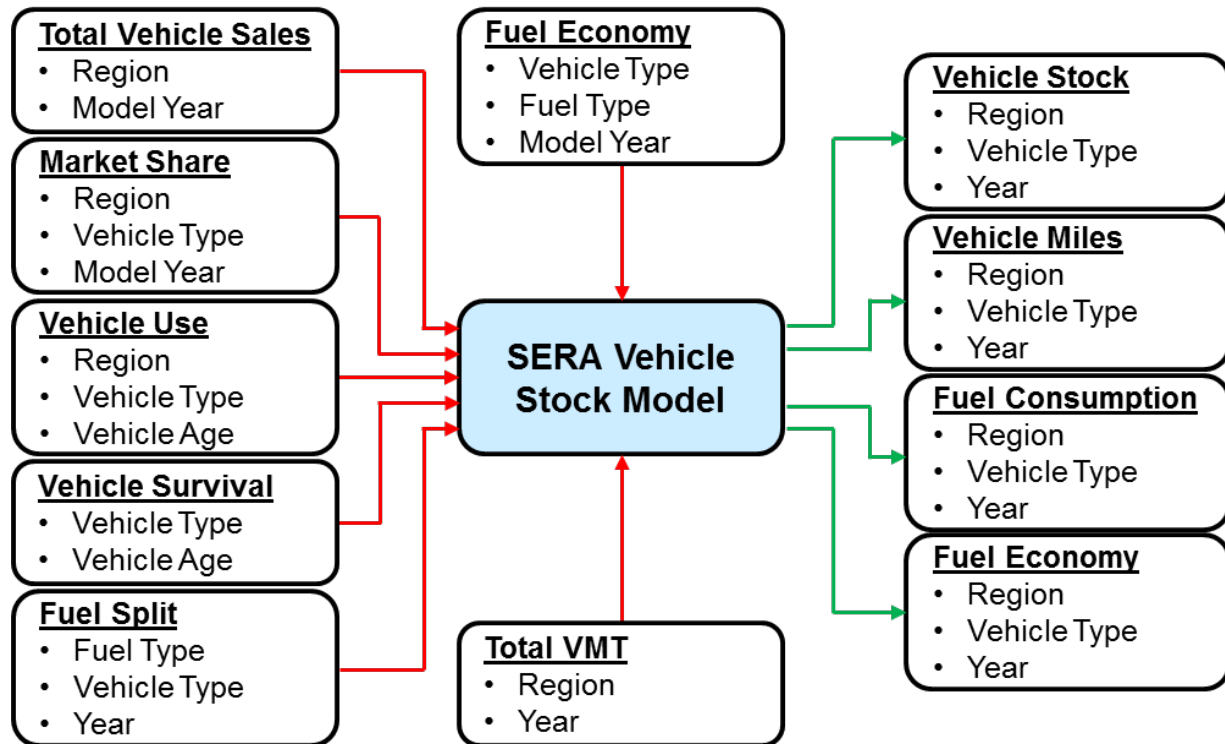 Total Vehicle Sales
• Region
• Model Year
Market Share
• Region
• Vehicle Type
• Model Year
Vehicle Use
• Region
• Vehicle Type
• Vehicle Age
Vehicle Survival
• Vehicle Type
• Vehicle Age
Fuel Split
• Fuel Type
• Vehicle Type
• Year
Fuel Economy
• Vehicle Type
• Fuel Type
• Model Year
SERA Vehicle
Stock Model
Total VMT
• Region
• Year
Vehicle Stock
• Region
• Vehicle Type
• Year
Vehicle Miles
• Region
• Vehicle Type
• Year
Fuel Consumption
• Region
• Vehicle Type
• Year
Fuel Economy
• Region
• Vehicle Type
• Year